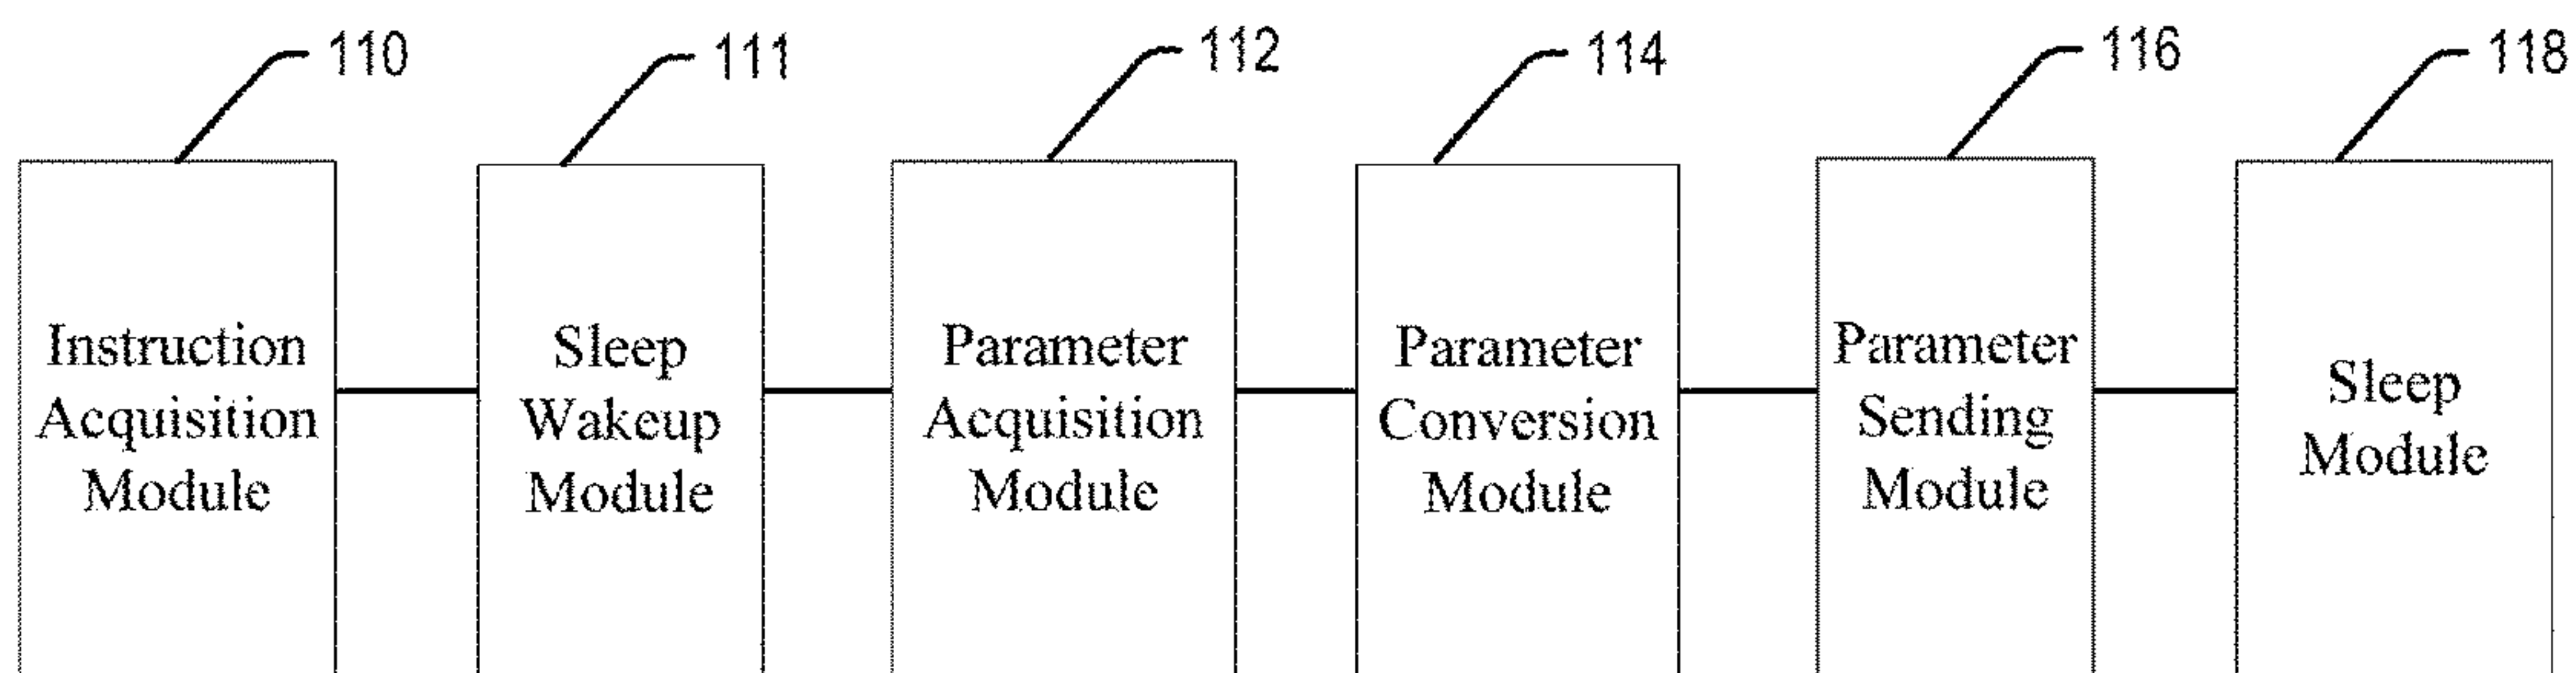 110
111
112
114
116
118
Instruction
Acquisition
Module
Sleep
Wakeup
Module
Parameter
Acquisition
Module
Parameter
Conversion
Module
Parameter
Sending
Module
Sleep
Module